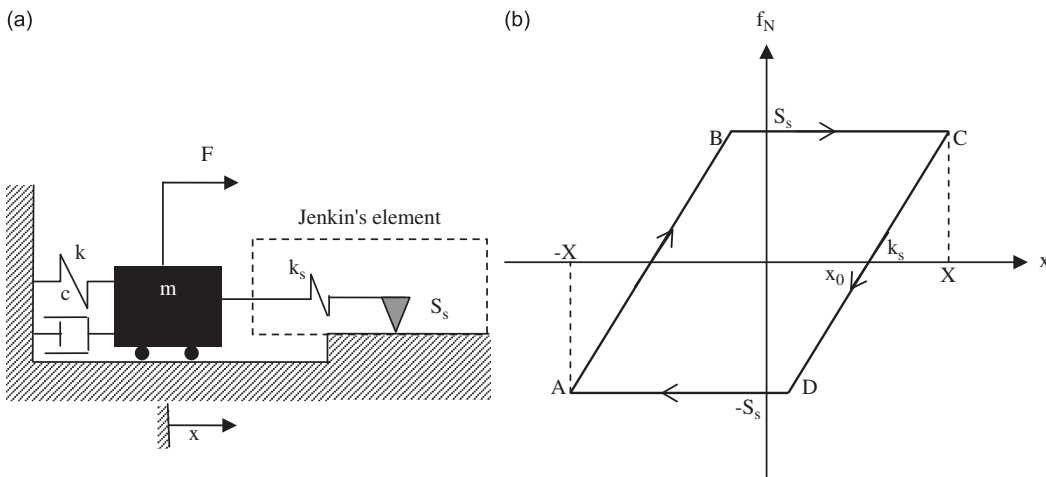 (a)
F
Jenkin's element
k
k_s
c
m
S_s
x
(b)
f_N
B
S_s
C
-X
k_s
x
x_0
X
A
D
-S_s